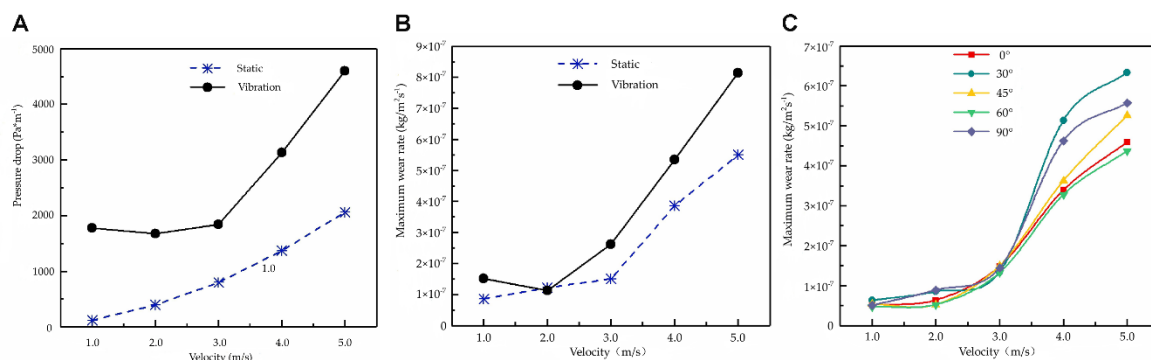 A
Pressure drop (Pa*m⁻¹)
5000
4000
3000
2000
1000
0
Static
Vibration
1.0
1.0 2.0 3.0 4.0 5.0
Velocity (m/s)
B
Maximum wear rate (kg/m²s⁻¹)
9×10⁻⁷
8×10⁻⁷
7×10⁻⁷
6×10⁻⁷
5×10⁻⁷
4×10⁻⁷
3×10⁻⁷
2×10⁻⁷
1×10⁻⁷
0
Static
Vibration
1.0 2.0 3.0 4.0 5.0
Velocity（m/s）
C
Maximum wear rate (kg/m²s⁻¹)
7×10⁻⁷
6×10⁻⁷
5×10⁻⁷
4×10⁻⁷
3×10⁻⁷
2×10⁻⁷
1×10⁻⁷
0
0°
30°
45°
60°
90°
1.0 2.0 3.0 4.0 5.0
Velocity（m/s）